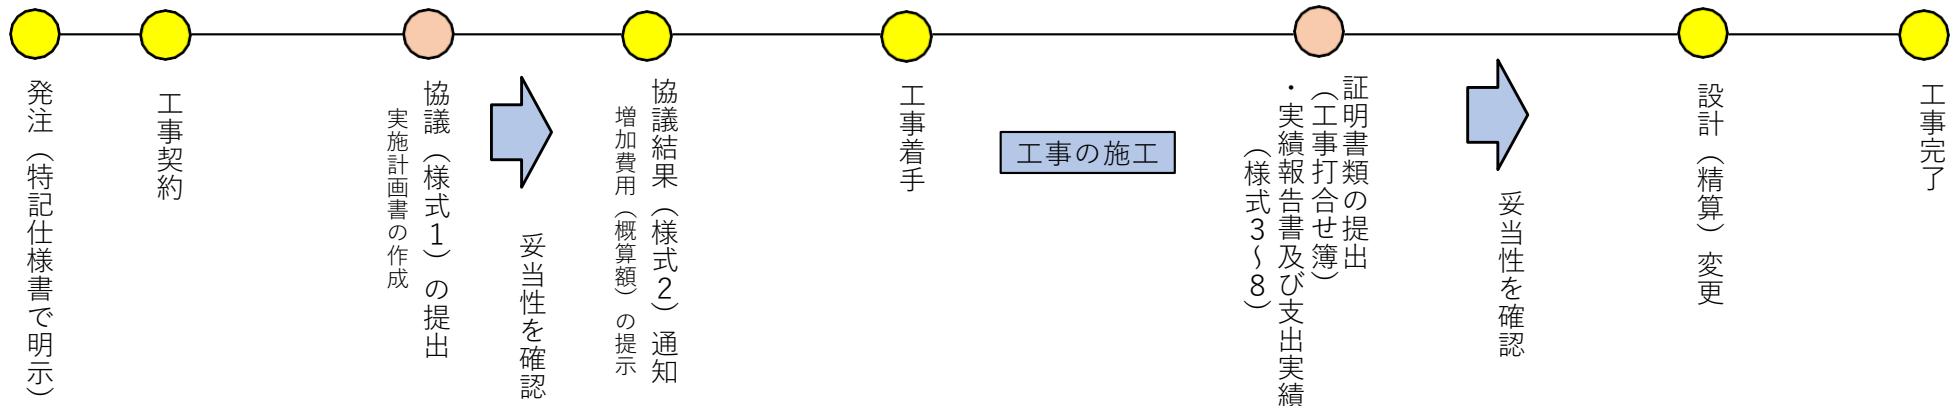 発注（特記仕様書で明示）
工事契約
協議（様式１）の提出
実施計画書の作成
妥当性を確認
協議結果（様式２）通知
増加費用（概算額）の提示
工事着手
工事の施工
証明書類の提出
（工事打合せ簿）
・実績報告書及び支出実績
（様式３～８）
妥当性を確認
設計（精算）変更
工事完了